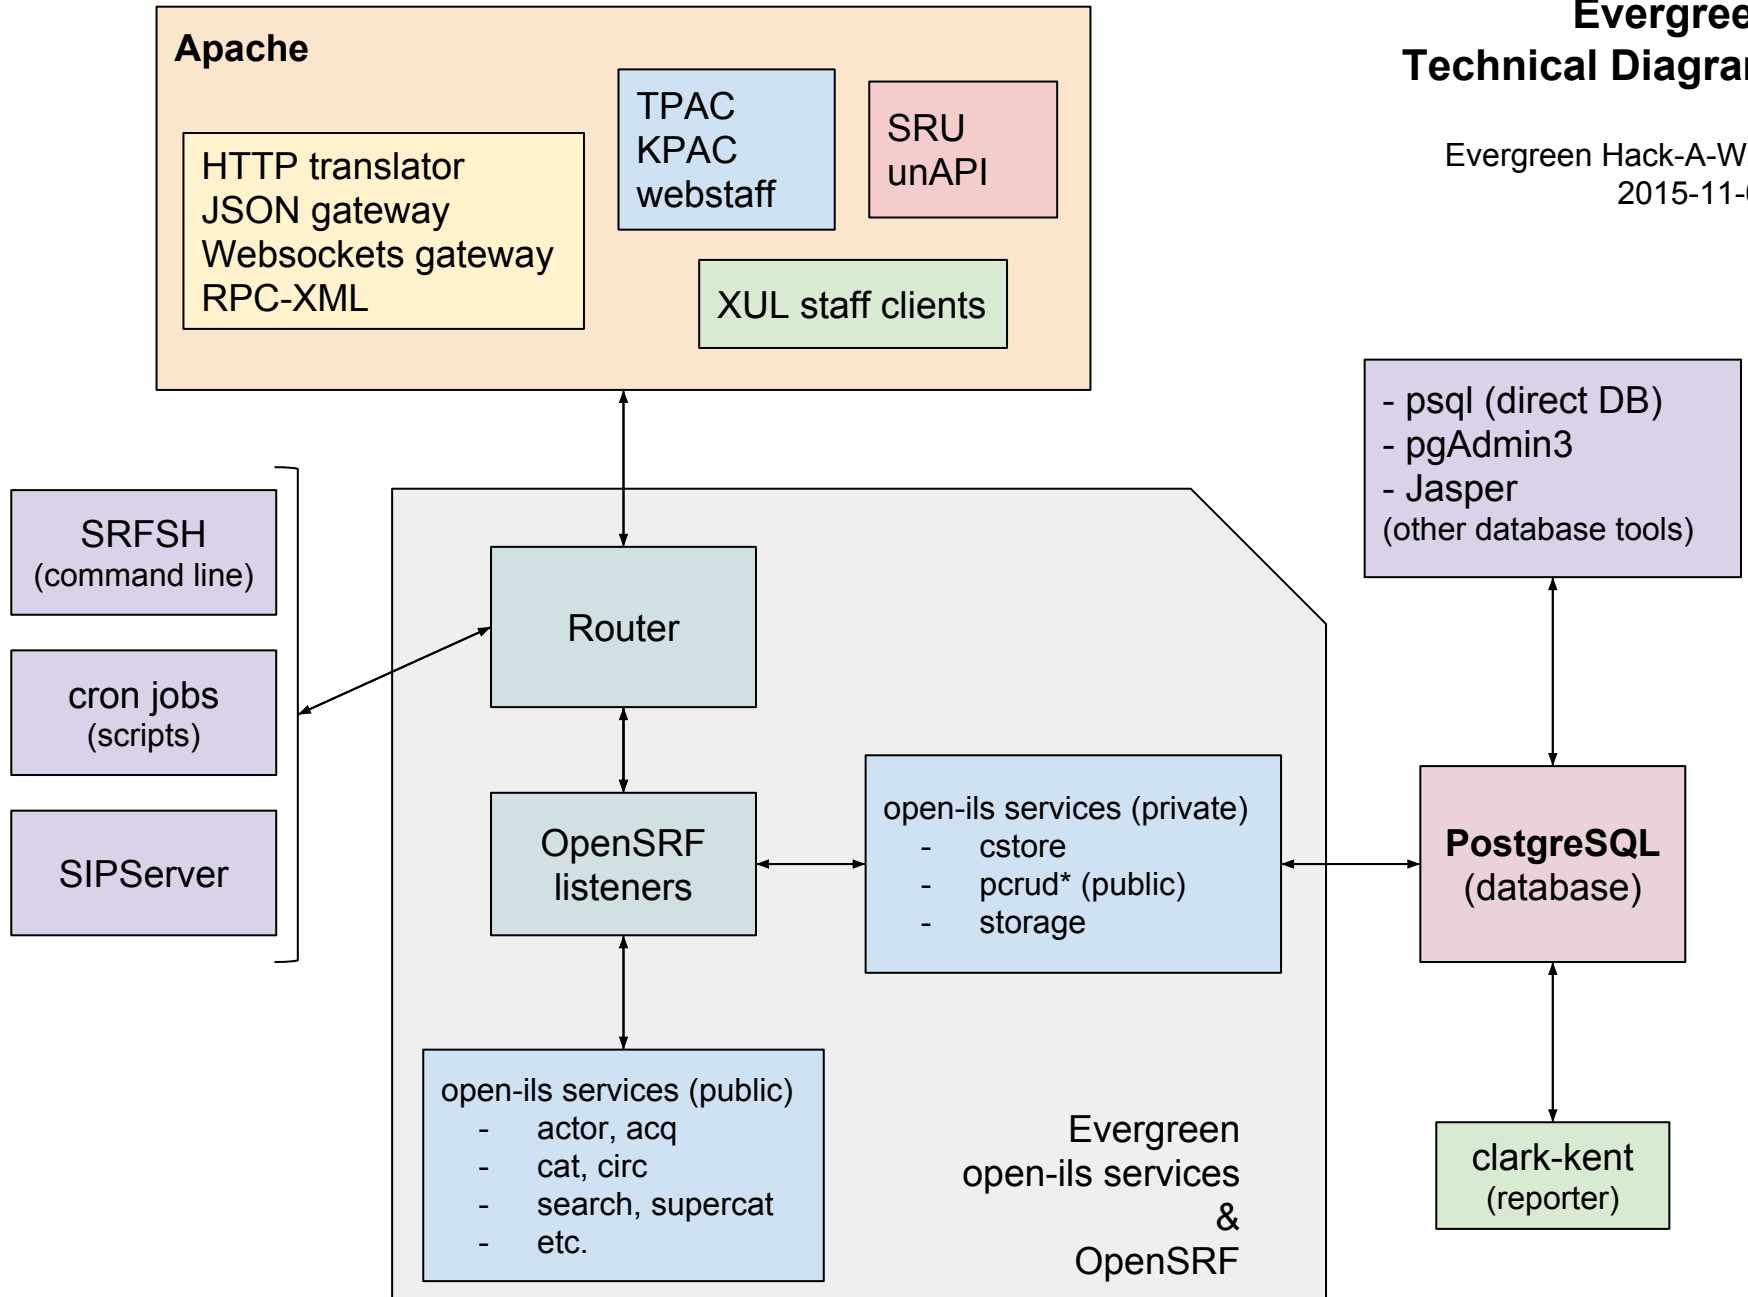 Apache
HTTP translator
JSON gateway
Websockets gateway
RPC-XML
TPAC
KPAC
webstaff
SRU
unAPI
XUL staff clients
Technical
Evergreen Hack-A-W
2015-11-
SRFSH
(command line)
cron jobs
(scripts)
SIPServer
Router
OpenSRF
listeners
open-ils services (private)
- cstore
- pcrud* (public)
- storage
open-ils services (public)
- actor, acq
- cat, circ
- search, supercat
- etc.
Evergreen
open-ils services
&
OpenSRF
- psql (direct DB)
- pgAdmin3
- Jasper
(other database tools)
PostgreSQL
(database)
clark-kent
(reporter)